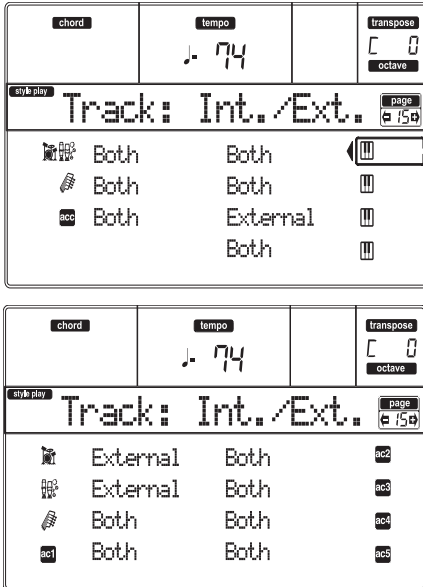 chord tempo transpose
74 C 0
octave
style play Track: Int./Ext. page
15
Both Both
Both Both
acc Both External
Both
chord tempo transpose
74 C 0
octave
style play Track: Int./Ext. page
15
External Both ac2
External Both ac3
Both Both ac4
ac1 Both Both ac5